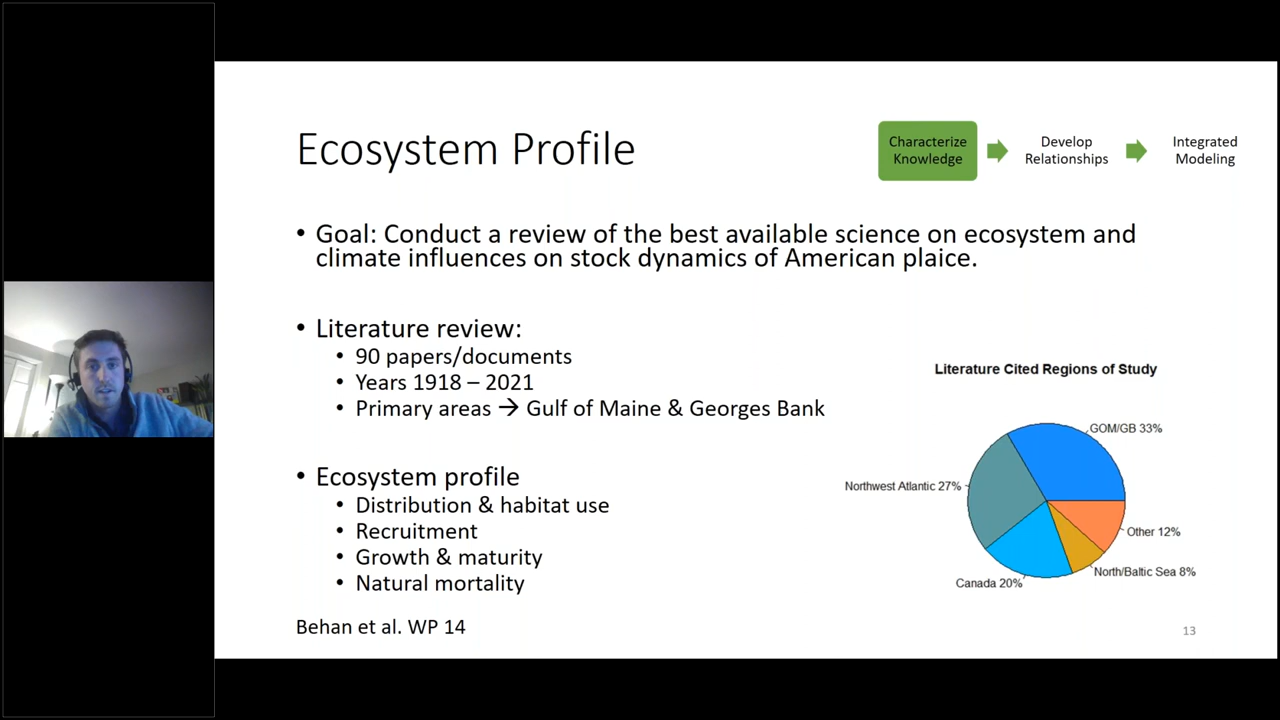 Ecosystem Profile
Characterize
Knowledge
Develop
Relationships
Integrated
Modeling
• Goal: Conduct a review of the best available science on ecosystem and
climate influences on stock dynamics of American plaice.
• Literature review:
• 90 papers/documents
• Years 1918 – 2021
• Primary areas → Gulf of Maine & Georges Bank
• Ecosystem profile
• Distribution & habitat use
• Recruitment
• Growth & maturity
• Natural mortality
Literature Cited Regions of Study
GOM/GB 33%
Northwest Atlantic 27%
Other 12%
North/Baltic Sea 8%
Canada 20%
Behan et al. WP 14
13